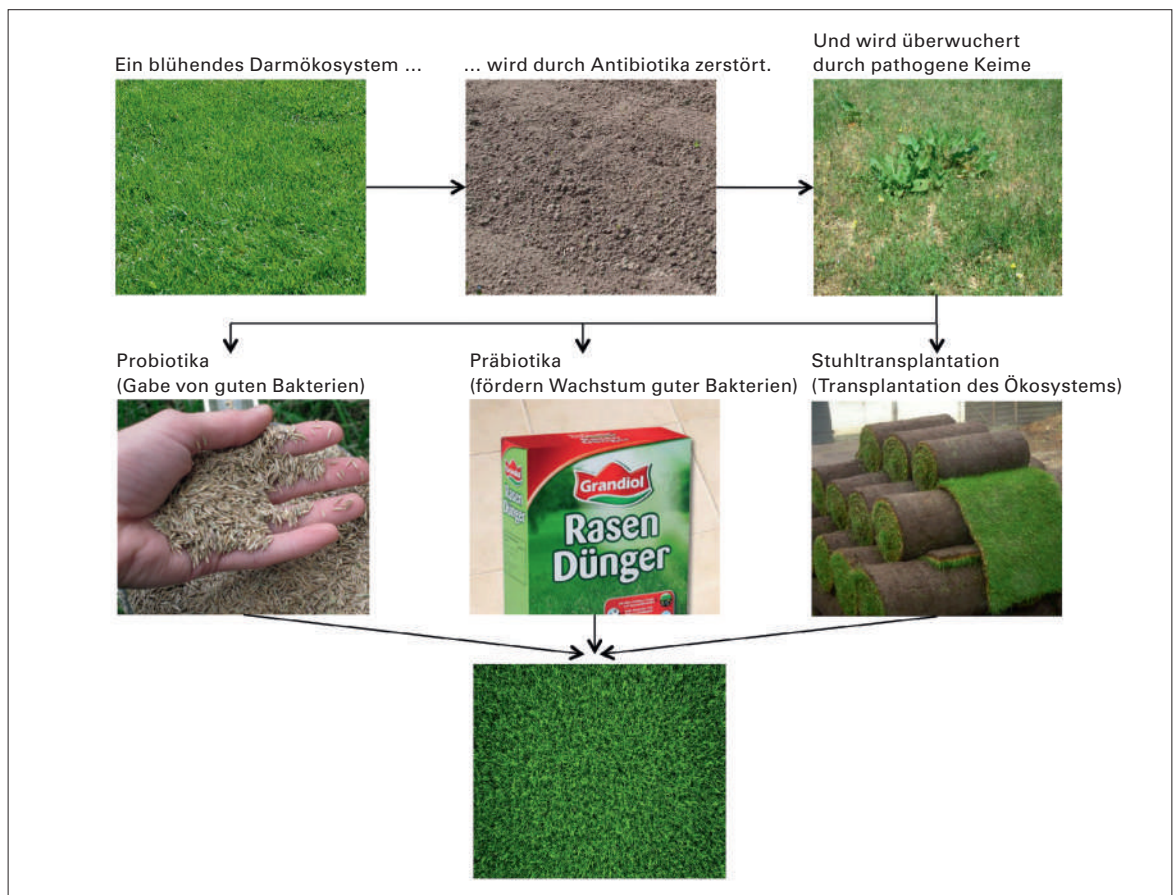 Ein blühendes Darmökosystem …
… wird durch Antibiotika zerstört.
Und wird überwuchert
durch pathogene Keime
Probiotika
(Gabe von guten Bakterien)
Präbiotika
(fördern Wachstum guter Bakterien)
Stuhltransplantation
(Transplantation des Ökosystems)
Grandiol
Rasen
Dünger